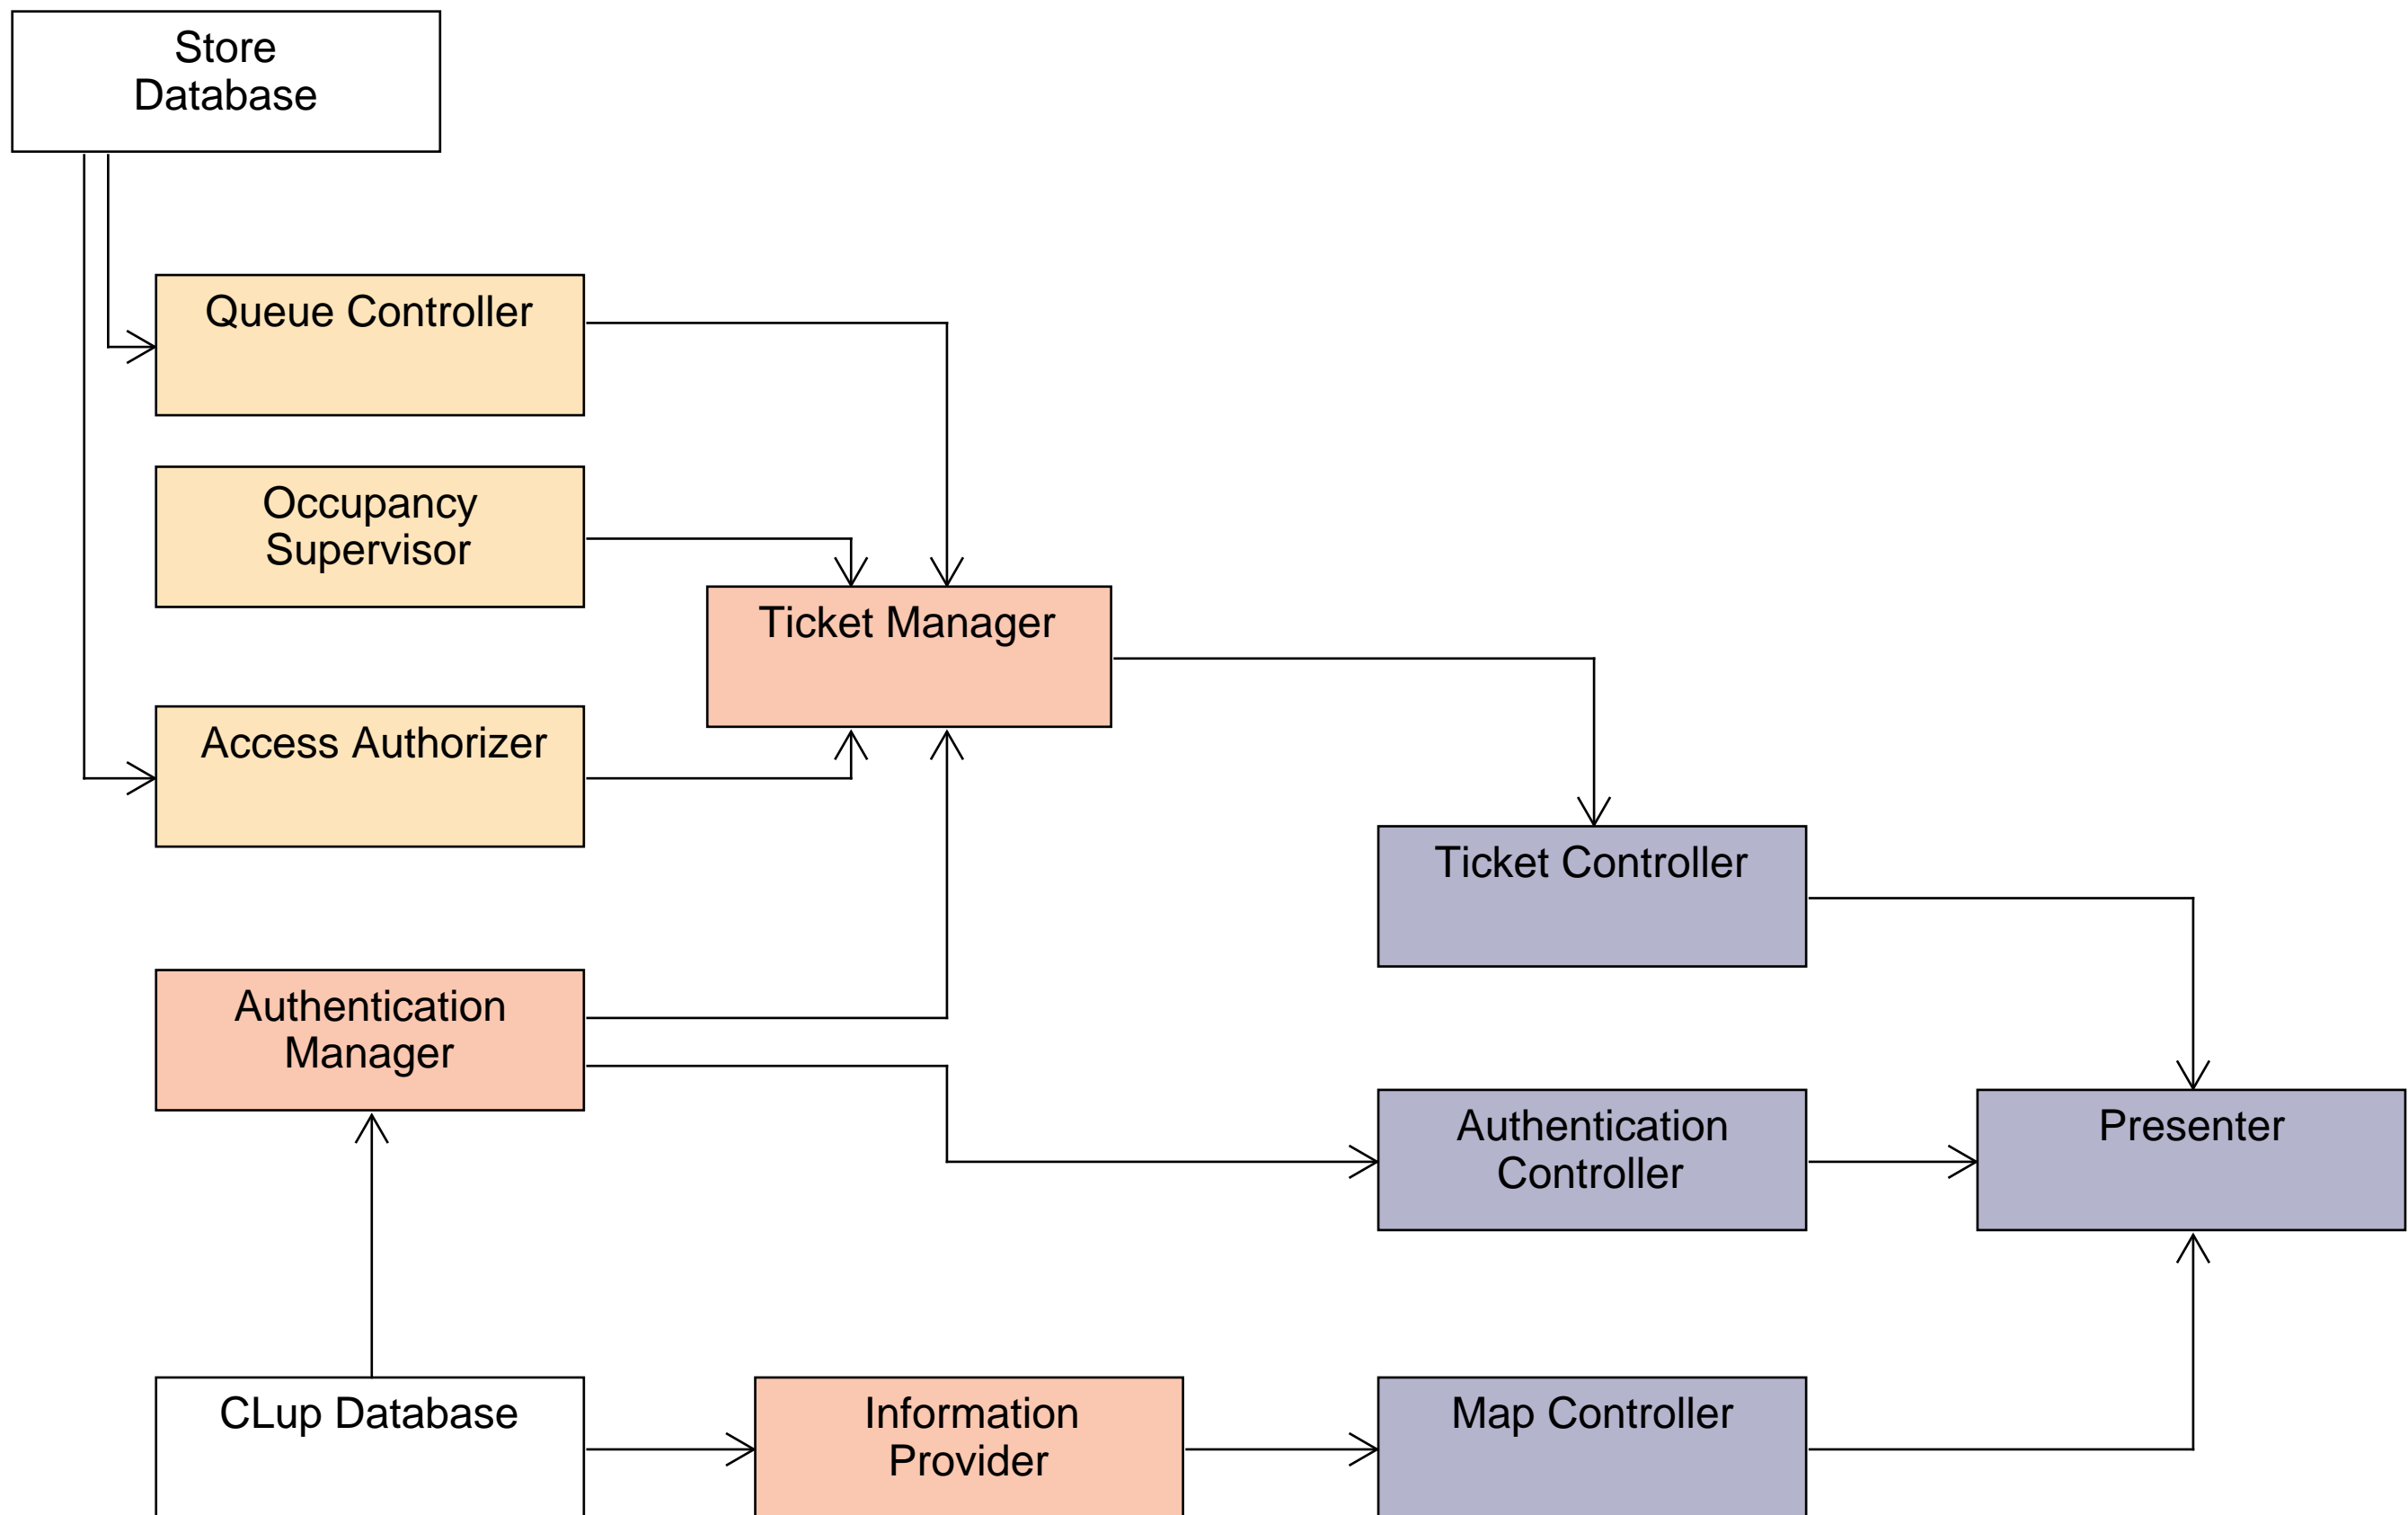 Store
Database
Queue Controller
Occupancy
Supervisor
Ticket Manager
Access Authorizer
Ticket Controller
Authentication
Manager
Authentication
Controller
Presenter
CLup Database
Information
Provider
Map Controller